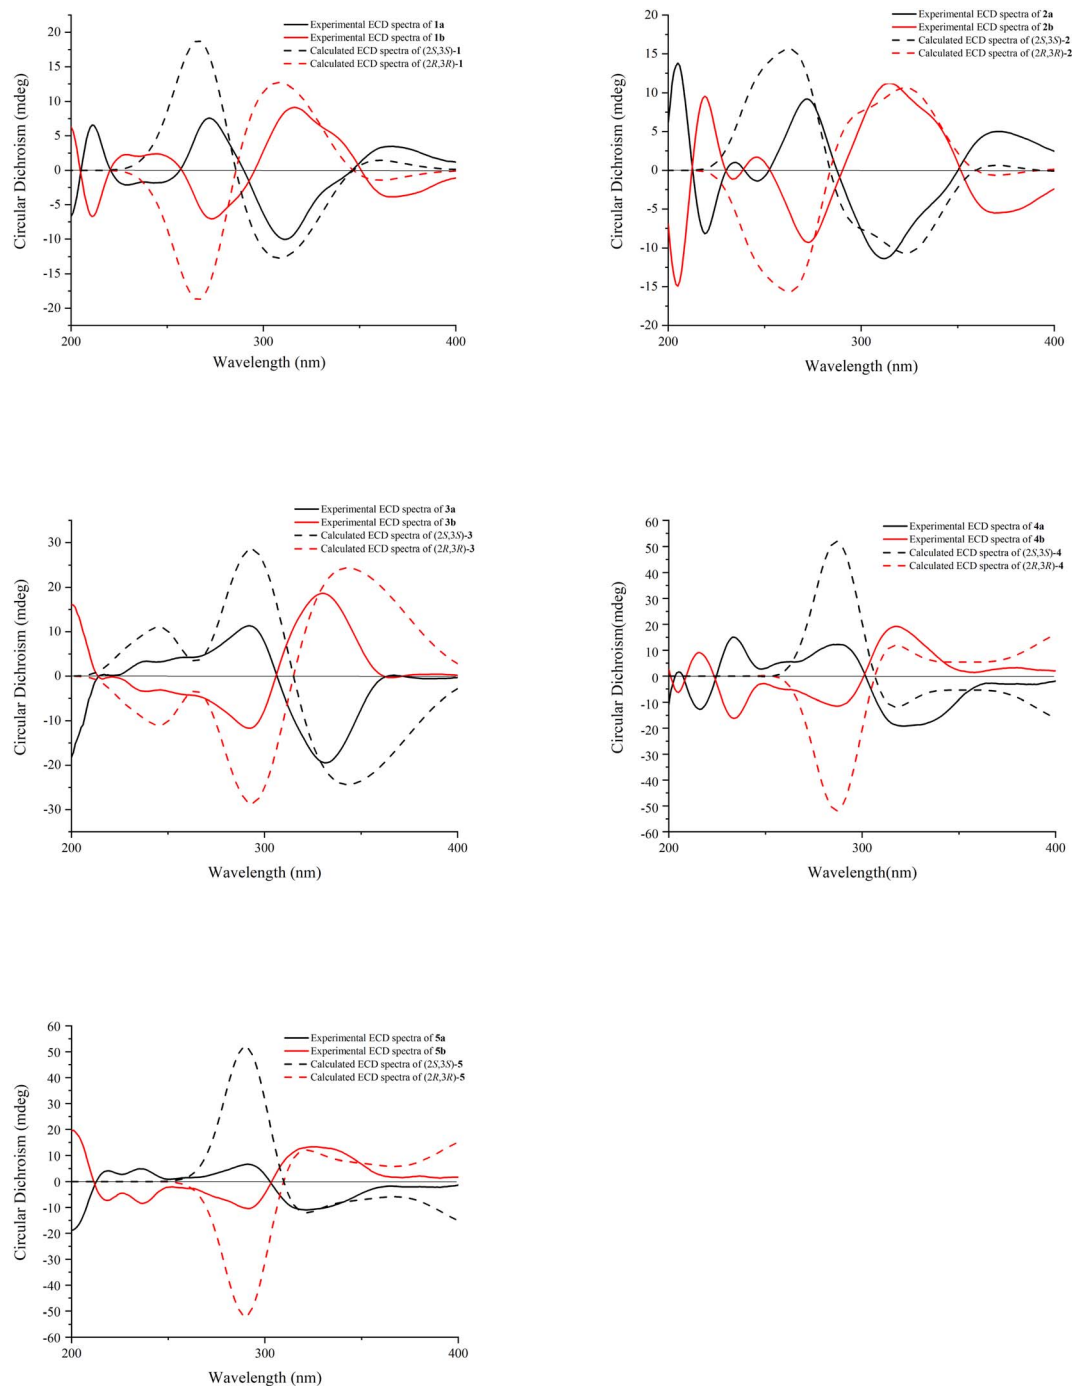 Experimental ECD spectra of 1a
Experimental ECD spectra of 1b
Calculated ECD spectra of (2S,3S)-1
Calculated ECD spectra of (2R,3R)-1
20
15
10
5
0
-5
-10
-15
-20
Circular Dichroism (mdeg)
200
300
400
Wavelength (nm)
Experimental ECD spectra of 2a
Experimental ECD spectra of 2b
Calculated ECD spectra of (2S,3S)-2
Calculated ECD spectra of (2R,3R)-2
20
15
10
5
0
-5
-10
-15
-20
Circular Dichroism (mdeg)
200
300
400
Wavelength (nm)
Experimental ECD spectra of 3a
Experimental ECD spectra of 3b
Calculated ECD spectra of (2S,3S)-3
Calculated ECD spectra of (2R,3R)-3
30
20
10
0
-10
-20
-30
Circular Dichroism (mdeg)
200
300
400
Wavelength (nm)
Experimental ECD spectra of 4a
Experimental ECD spectra of 4b
Calculated ECD spectra of (2S,3S)-4
Calculated ECD spectra of (2R,3R)-4
60
50
40
30
20
10
0
-10
-20
-30
-40
-50
-60
Circular Dichroism(mdeg)
200
300
400
Wavelength(nm)
Experimental ECD spectra of 5a
Experimental ECD spectra of 5b
Calculated ECD spectra of (2S,3S)-5
Calculated ECD spectra of (2R,3R)-5
60
50
40
30
20
10
0
-10
-20
-30
-40
-50
-60
Circular Dichroism (mdeg)
200
300
400
Wavelength (nm)